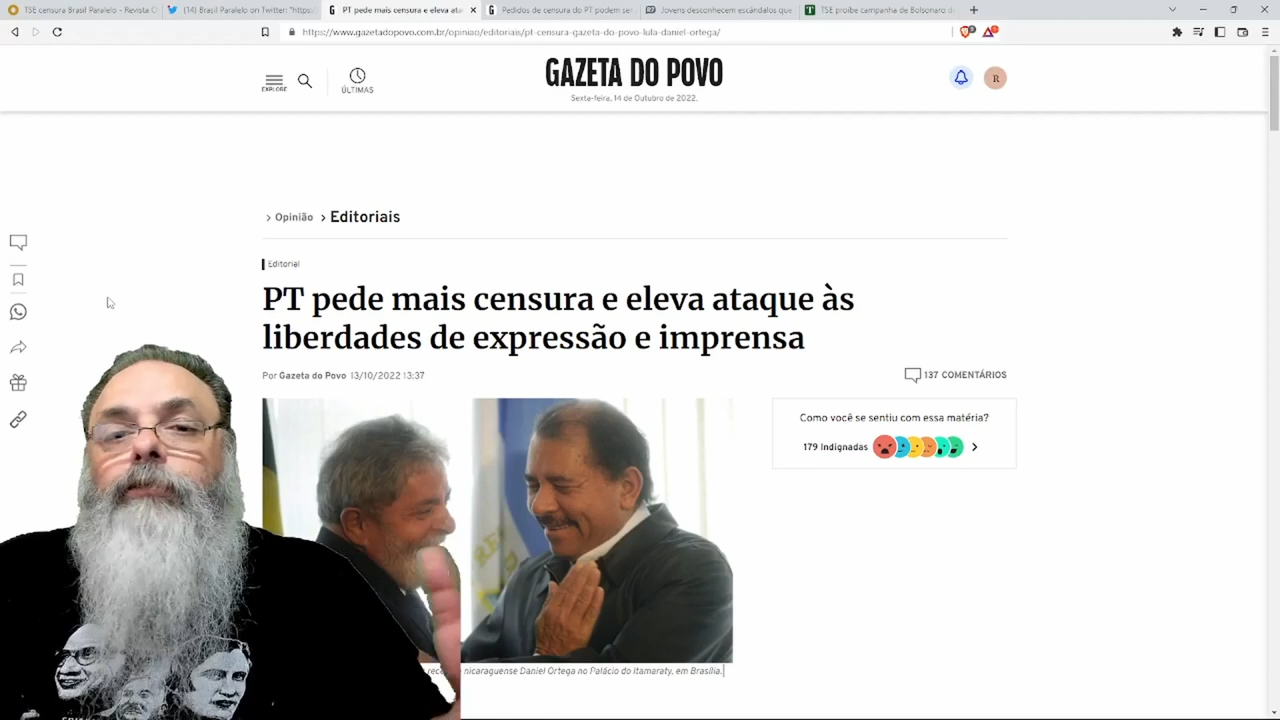 TSE censura Brasil Paralelo - Revista O
(14) Brasil Paralelo on Twitter: "https:/
PT pede mais censura e eleva ata
Pedidos de censura do PT podem ser
Jovens desconhecem escândalos que
TSE proíbe campanha de Bolsonaro d
https://www.gazetadopovo.com.br/opiniao/editoriais/pt-censura-gazeta-do-povo-lula-daniel-ortega/
EXPLORE
ÚLTIMAS
GAZETA DO POVO
Sexta-feira, 14 de Outubro de 2022.
R
> Opinião > Editoriais
Editorial
PT pede mais censura e eleva ataque às
liberdades de expressão e imprensa
Por Gazeta do Povo 13/10/2022 13:37
137 COMENTÁRIOS
Como você se sentiu com essa matéria?
179 Indignadas
nicaraguense Daniel Ortega no Palácio do Itamaraty, em Brasília.